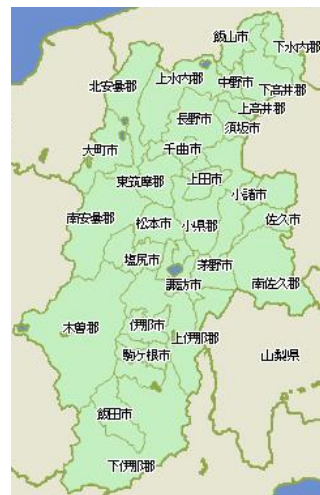 飯山市
下水内郡
上水内郡
中野市
北安曇郡
下高井郡
上高井郡
長野市
須坂市
千曲市
大町市
東筑摩郡
上田市
小諸市
南安曇郡
松本市
小県郡
佐久市
塩尻市
茅野市
諏訪市
南佐久郡
木曽郡
伊那市
上伊那郡
駒ヶ根市
山梨県
飯田市
下伊那郡